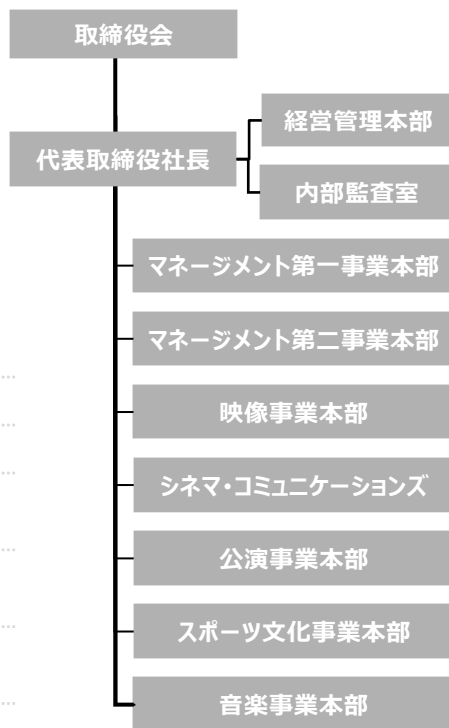 取締役会
代表取締役社長
経営管理本部
内部監査室
マネージメント第一事業本部
マネージメント第二事業本部
映像事業本部
シネマ・コミュニケーションズ
公演事業本部
スポーツ文化事業本部
音楽事業本部
...
...
...
...
...
...